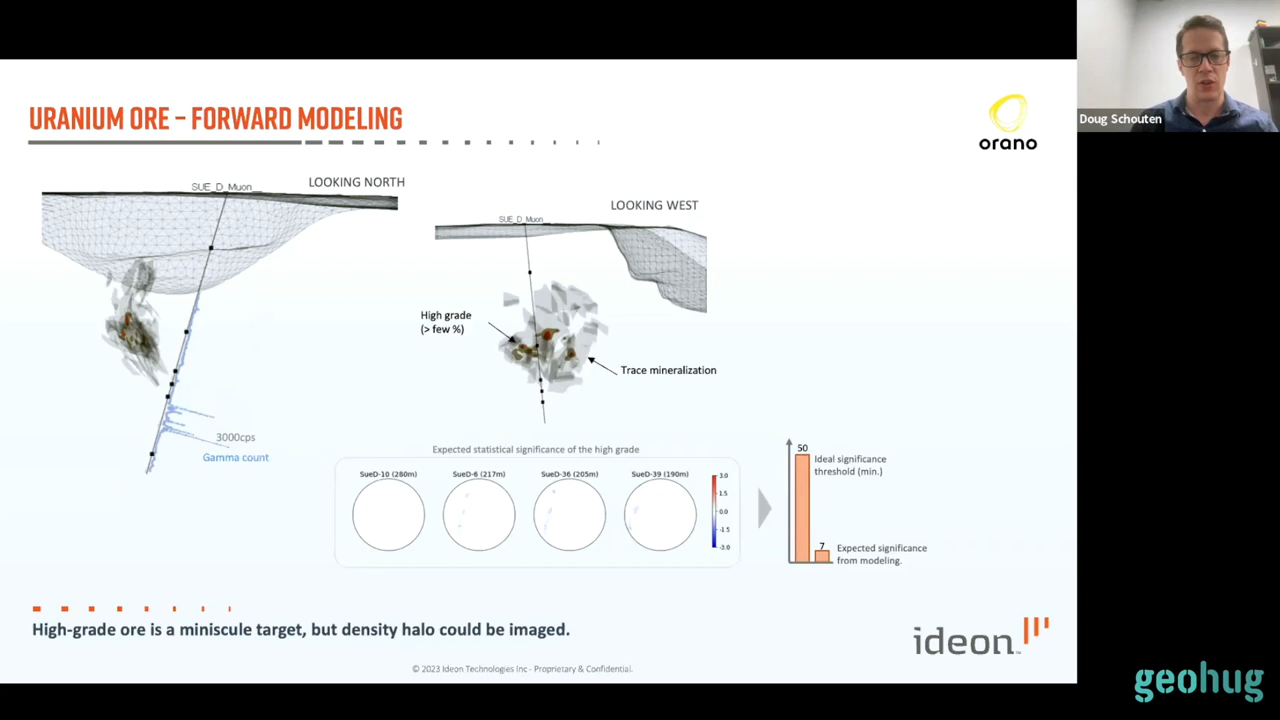 URANIUM ORE – FORWARD MODELING
orano
Doug Schouten
SUE_D_Muon
LOOKING NORTH
LOOKING WEST
SUE_D_Muon
High grade
(> few %)
Trace mineralization
3000cps
Gamma count
Expected statistical significance of the high grade
SueD-10 (280m)
SueD-6 (217m)
SueD-36 (205m)
SueD-39 (190m)
3.0
1.5
0.0
-1.5
-3.0
50
Ideal significance
threshold (min.)
7
Expected significance
from modeling.
High-grade ore is a miniscule target, but density halo could be imaged.
ideon
© 2023 Ideon Technologies Inc - Proprietary & Confidential.
geohug